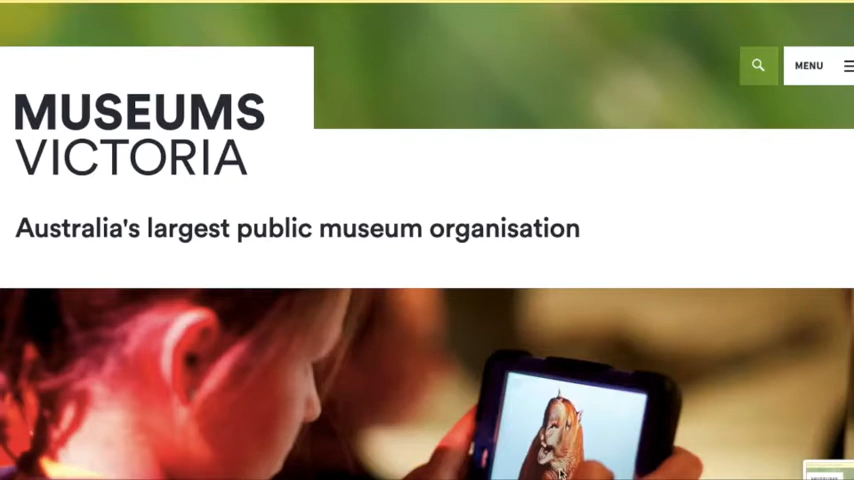 MUSEUMS
VICTORIA
MENU
Australia's largest public museum organisation